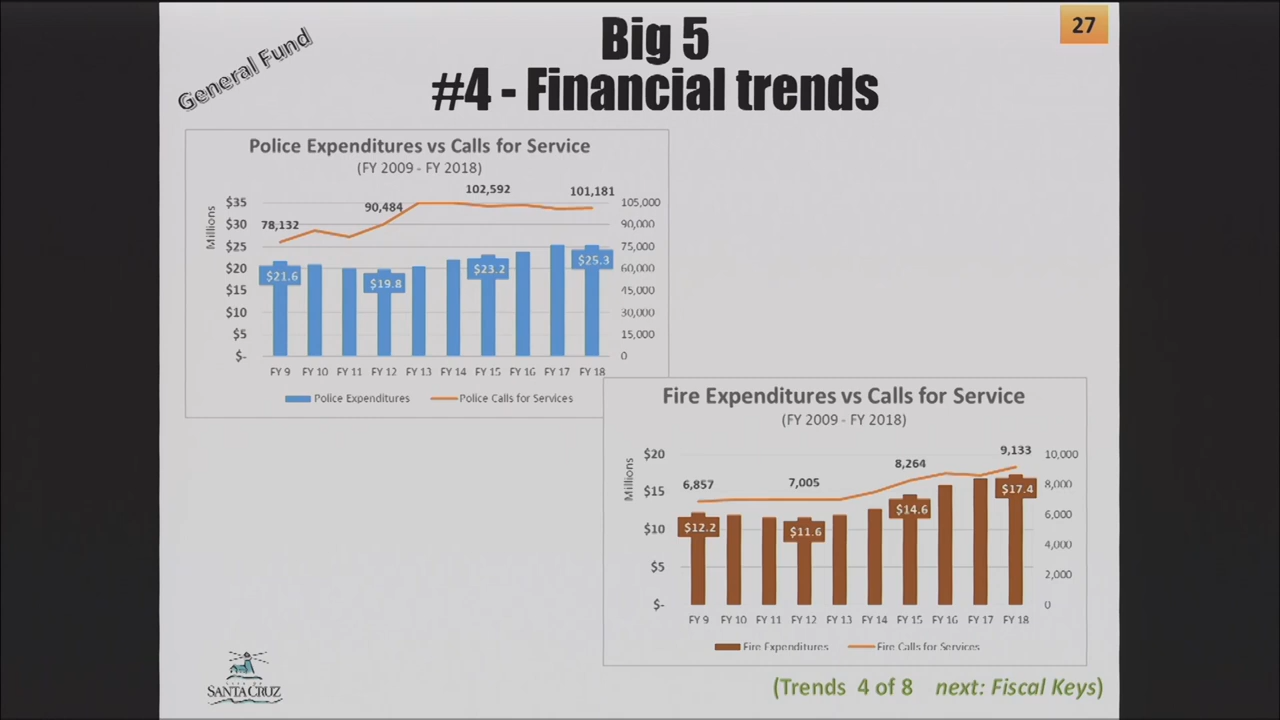 General Fund
Big 5
#4 - Financial trends
27
Police Expenditures vs Calls for Service
(FY 2009 - FY 2018)
Millions
$35
$30
$25
$20
$15
$10
$5
$-
78,132
90,484
102,592
101,181
$21.6
$19.8
$23.2
$25.3
105,000
90,000
75,000
60,000
45,000
30,000
15,000
0
FY 9 FY 10 FY 11 FY 12 FY 13 FY 14 FY 15 FY 16 FY 17 FY 18
Police Expenditures Police Calls for Services
Fire Expenditures vs Calls for Service
(FY 2009 - FY 2018)
Millions
$20
$15
$10
$5
$-
6,857
7,005
8,264
9,133
$12.2
$11.6
$14.6
$17.4
10,000
8,000
6,000
4,000
2,000
0
FY 9 FY 10 FY 11 FY 12 FY 13 FY 14 FY 15 FY 16 FY 17 FY 18
Fire Expenditures Fire Calls for Services
CITY OF
SANTA CRUZ
(Trends 4 of 8 next: Fiscal Keys)